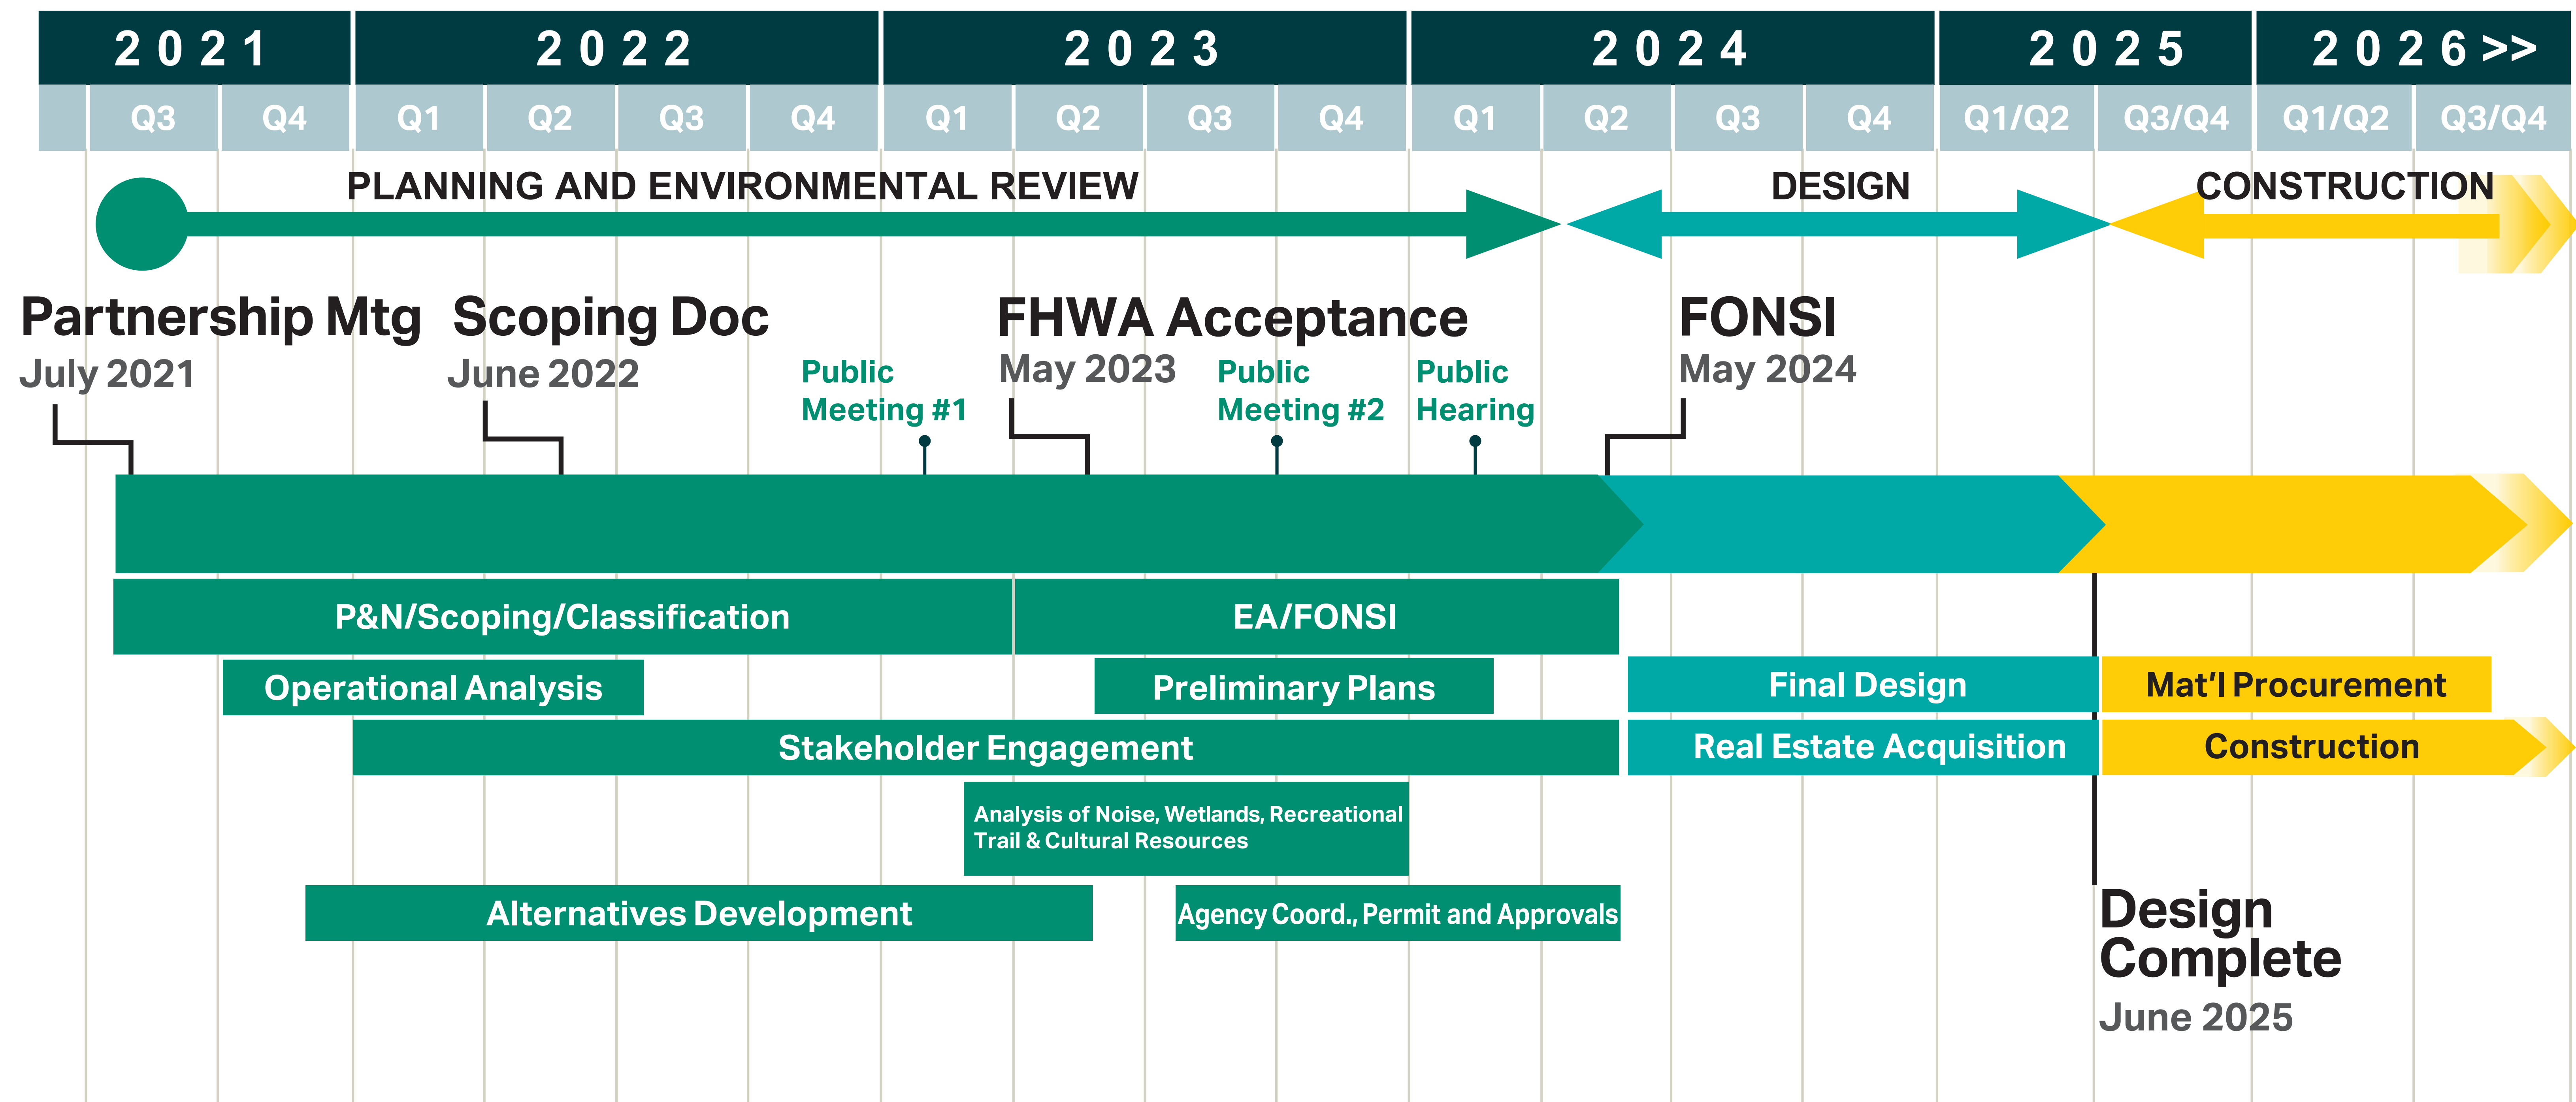 2021 2022 2023 2024 2025 2026 >>
Q3 Q4 Q1 Q2 Q3 Q4 Q1 Q2 Q3 Q4 Q1 Q2 Q3 Q4 Q1/Q2 Q3/Q4 Q1/Q2 Q3/Q4
PLANNING AND ENVIRONMENTAL REVIEW
DESIGN
CONSTRUCTION
Partnership Mtg
July 2021
Scoping Doc
June 2022
Public
Meeting #1
FHWA Acceptance
May 2023
Public
Meeting #2
Public
Hearing
FONSI
May 2024
P&N/Scoping/Classification
EA/FONSI
Operational Analysis
Preliminary Plans
Final Design
Mat'l Procurement
Stakeholder Engagement
Real Estate Acquisition
Construction
Analysis of Noise, Wetlands, Recreational
Trail & Cultural Resources
Alternatives Development
Agency Coord., Permit and Approvals
Design
Complete
June 2025